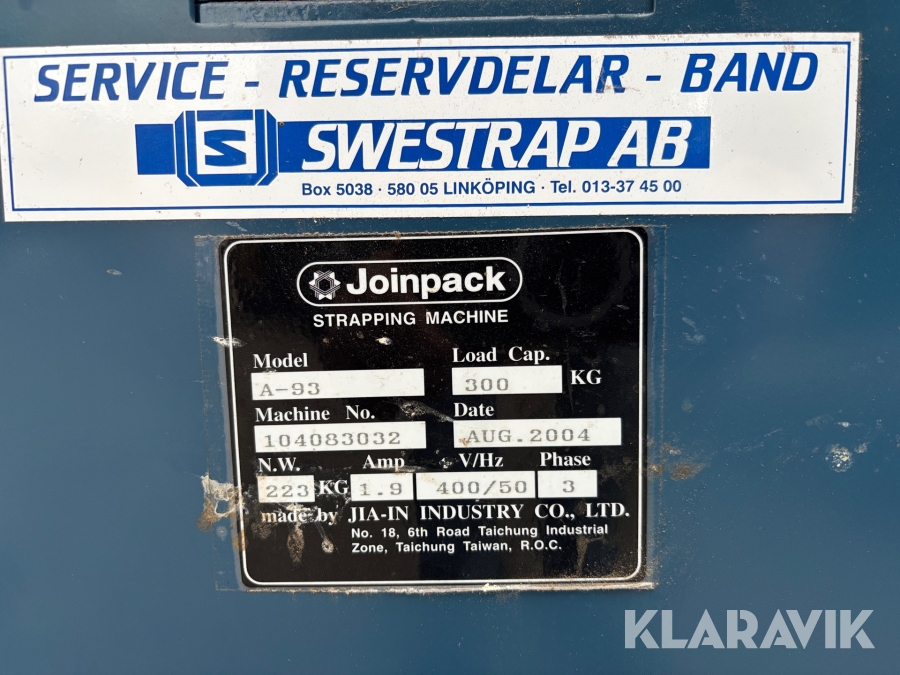 SERVICE - RESERVDELAR - BAND
S SWESTRAP AB
Box 5038 · 580 05 LINKÖPING · Tel. 013-37 45 00
Joinpack
STRAPPING MACHINE
Model Load Cap.
A-93 300 KG
Machine No. Date
104083032 AUG.2004
N.W. Amp V/Hz Phase
223 KG 1.9 400/50 3
made by JIA-IN INDUSTRY CO., LTD.
No. 18, 6th Road Taichung Industrial
Zone, Taichung Taiwan, R.O.C.
KLARAVIK